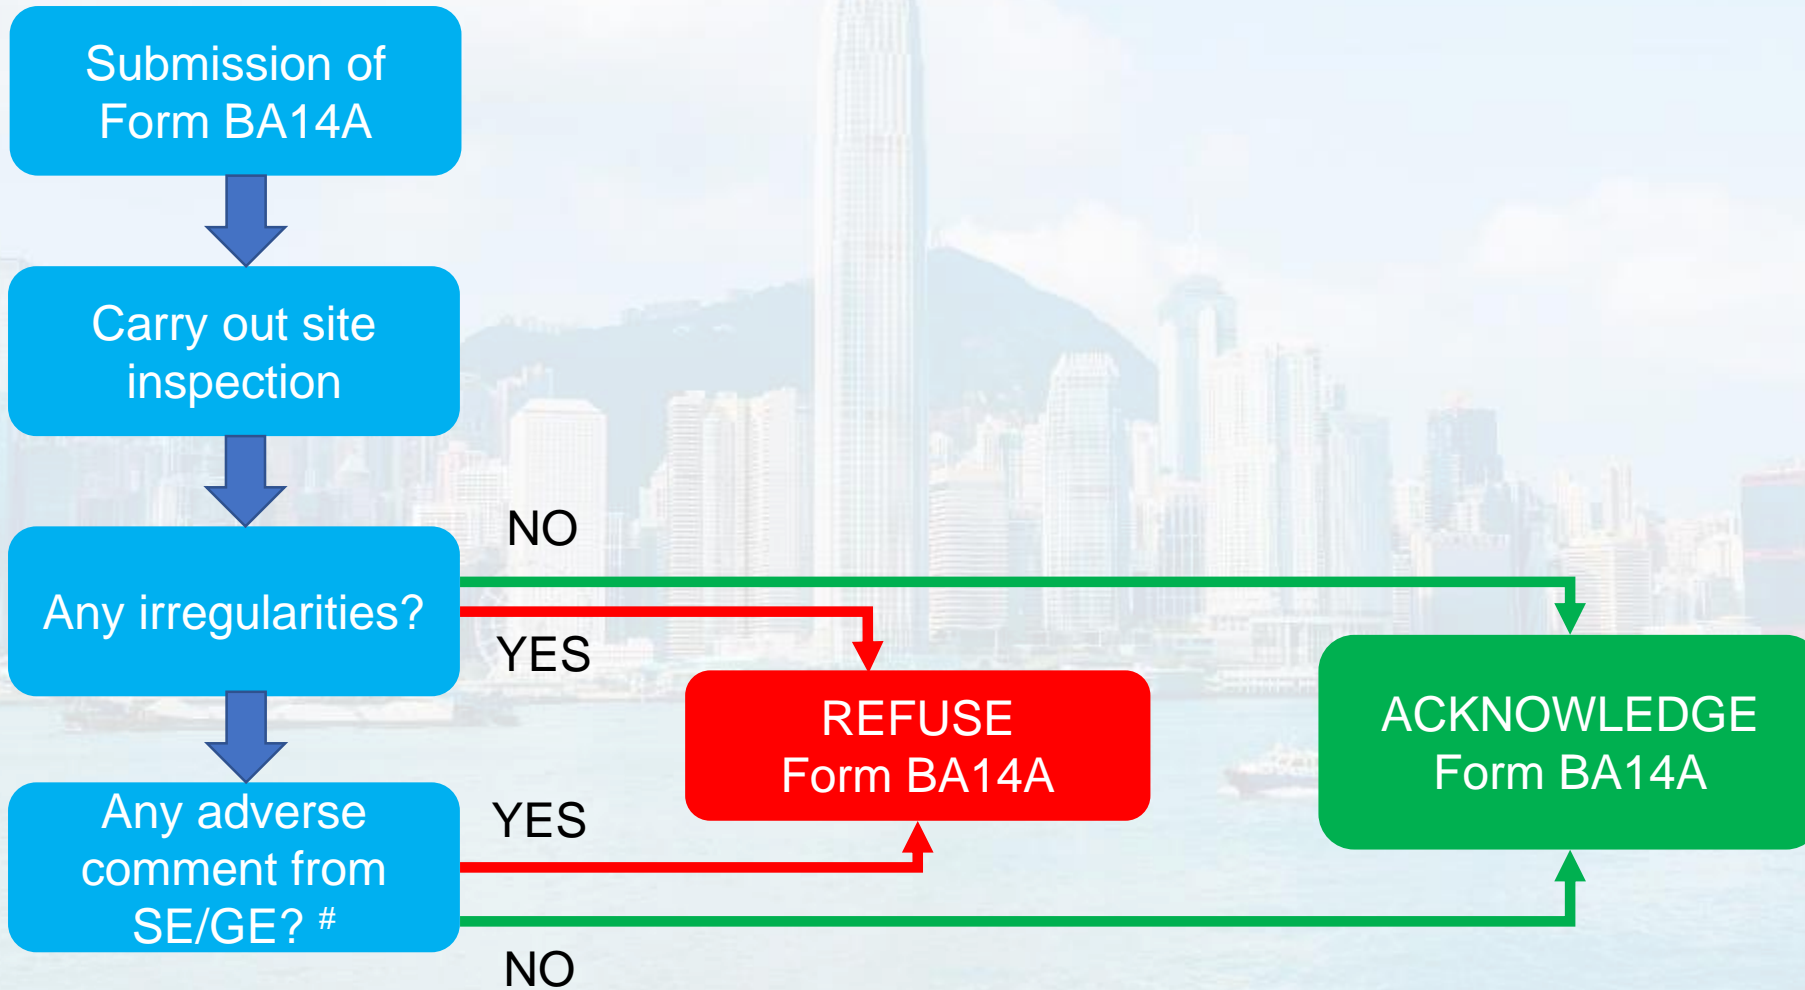 Submission of
Form BA14A
Carry out site
inspection
Any irregularities?
NO
YES
REFUSE
Form BA14A
ACKNOWLEDGE
Form BA14A
Any adverse
comment from
SE/GE? #
YES
NO